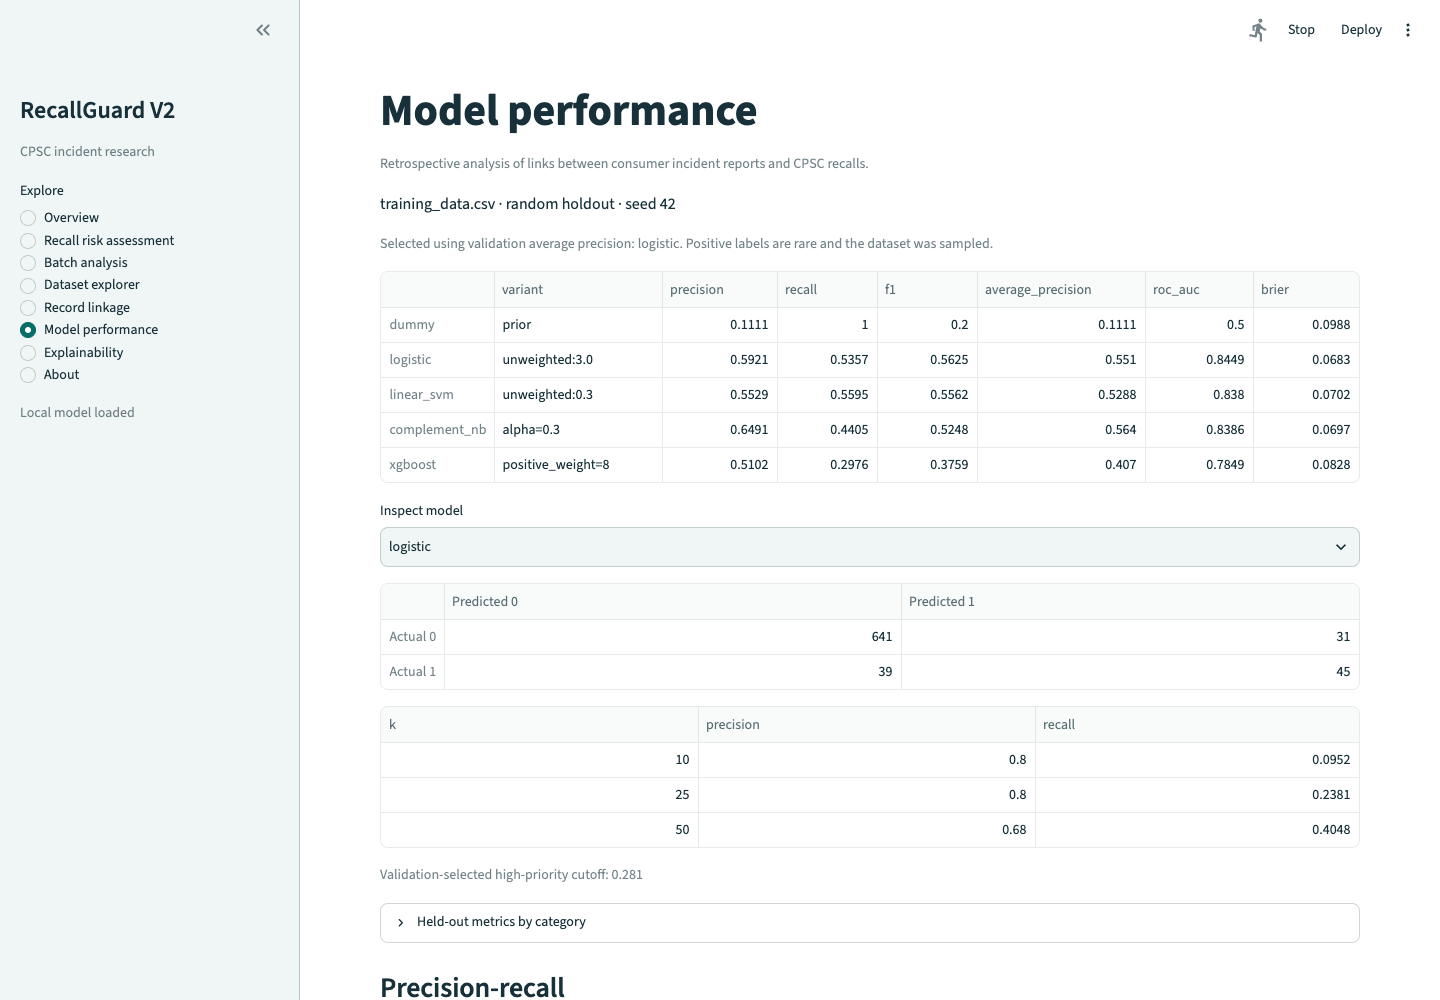 Stop
Deploy
RecallGuard V2
CPSC incident research
Explore
Overview
Recall risk assessment
Batch analysis
Dataset explorer
Record linkage
Model performance
Explainability
About
Local model loaded
Model performance
Retrospective analysis of links between consumer incident reports and CPSC recalls.
training_data.csv · random holdout · seed 42
Selected using validation average precision: logistic. Positive labels are rare and the dataset was sampled.
variant precision recall f1 average_precision roc_auc brier
dummy prior 0.1111 1 0.2 0.1111 0.5 0.0988
logistic unweighted:3.0 0.5921 0.5357 0.5625 0.551 0.8449 0.0683
linear_svm unweighted:0.3 0.5529 0.5595 0.5562 0.5288 0.838 0.0702
complement_nb alpha=0.3 0.6491 0.4405 0.5248 0.564 0.8386 0.0697
xgboost positive_weight=8 0.5102 0.2976 0.3759 0.407 0.7849 0.0828
Inspect model
logistic
Predicted 0 Predicted 1
Actual 0 641 31
Actual 1 39 45
k precision recall
10 0.8 0.0952
25 0.8 0.2381
50 0.68 0.4048
Validation-selected high-priority cutoff: 0.281
Held-out metrics by category
Precision-recall